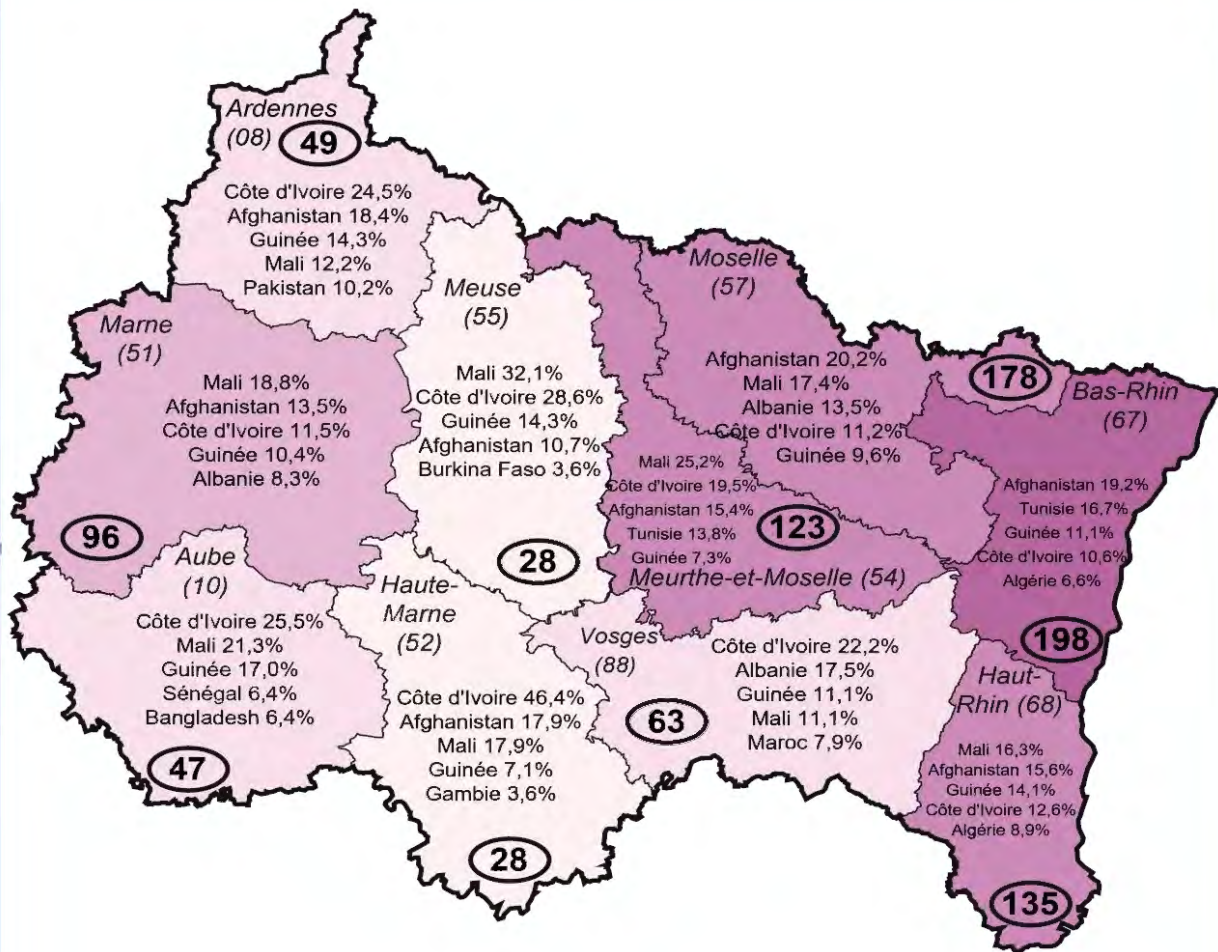 Ardennes
(08)
49
Côte d'Ivoire 24,5%
Afghanistan 18,4%
Guinée 14,3%
Mali 12,2%
Pakistan 10,2%
Meuse
(55)
Mali 32,1%
Côte d'Ivoire 28,6%
Guinée 14,3%
Afghanistan 10,7%
Burkina Faso 3,6%
28
Moselle
(57)
Afghanistan 20,2%
Mali 17,4%
Albanie 13,5%
Côte d'Ivoire 11,2%
Guinée 9,6%
178
Marne
(51)
Mali 18,8%
Afghanistan 13,5%
Côte d'Ivoire 11,5%
Guinée 10,4%
Albanie 8,3%
96
Mali 25,2%
Côte d'Ivoire 19,5%
Afghanistan 15,4%
Tunisie 13,8%
Guinée 7,3%
123
Meurthe-et-Moselle (54)
Bas-Rhin
(67)
Afghanistan 19,2%
Tunisie 16,7%
Guinée 11,1%
Côte d'Ivoire 10,6%
Algérie 6,6%
198
Aube
(10)
Côte d'Ivoire 25,5%
Mali 21,3%
Guinée 17,0%
Sénégal 6,4%
Bangladesh 6,4%
47
Haute-
Marne
(52)
Côte d'Ivoire 46,4%
Afghanistan 17,9%
Mali 17,9%
Guinée 7,1%
Gambie 3,6%
28
Vosges
(88)
63
Côte d'Ivoire 22,2%
Albanie 17,5%
Guinée 11,1%
Mali 11,1%
Maroc 7,9%
Haut-
Rhin (68)
Mali 16,3%
Afghanistan 15,6%
Guinée 14,1%
Côte d'Ivoire 12,6%
Algérie 8,9%
135